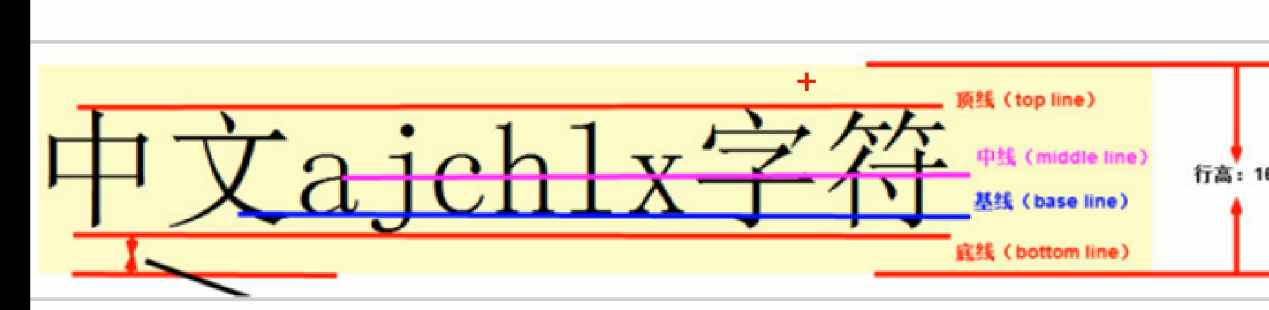 中文ajchlx字符
顶线（top line）
中线（middle line）
基线（base line）
行高：16
底线（bottom line）